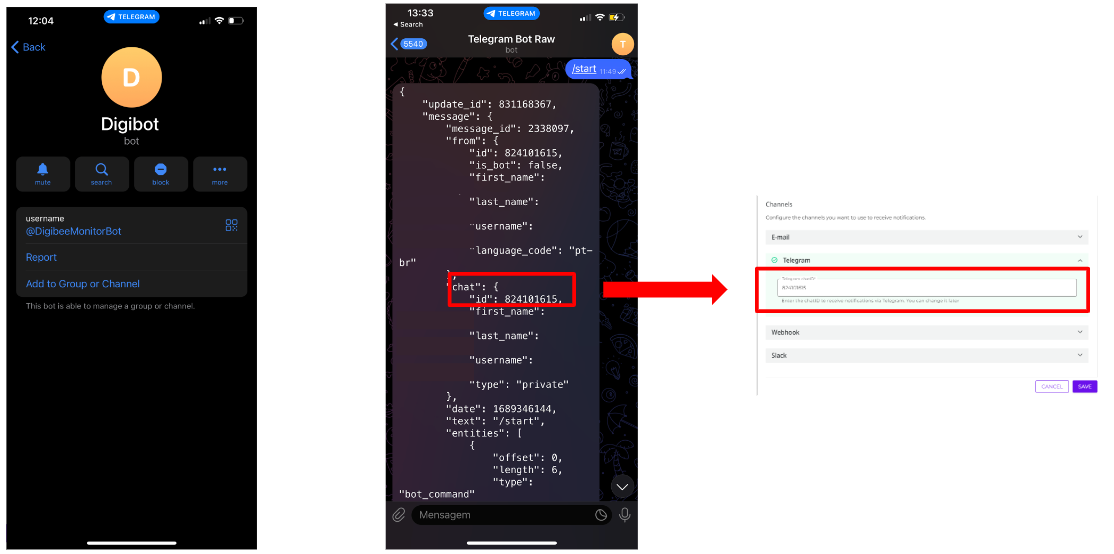 12:04
TELEGRAM
Back
D
Digibot
bot
mute
search
block
more
username
@DigibeeMonitorBot
Report
Add to Group or Channel
This bot is able to manage a group or channel.
13:33
TELEGRAM
Search
5540
Telegram Bot Raw
bot
T
/start 11:49
{
"update_id": 831168367,
"message": {
"message_id": 2338097,
"from": {
"id": 824101615,
"is_bot": false,
"first_name":
"last_name":
"username":
"language_code": "pt-
br"
},
"chat": {
"id": 824101615,
"first_name":
"last_name":
"username":
"type": "private"
},
"date": 1689346144,
"text": "/start",
"entities": [
{
"offset": 0,
"length": 6,
"type":
"bot_command"
Mensagem
Channels
Configure the channels you want to use to receive notifications.
E-mail
Telegram
Telegram chatID
824101615
Enter the chatID to receive notifications via Telegram. You can change it later
Webhook
Slack
CANCEL
SAVE